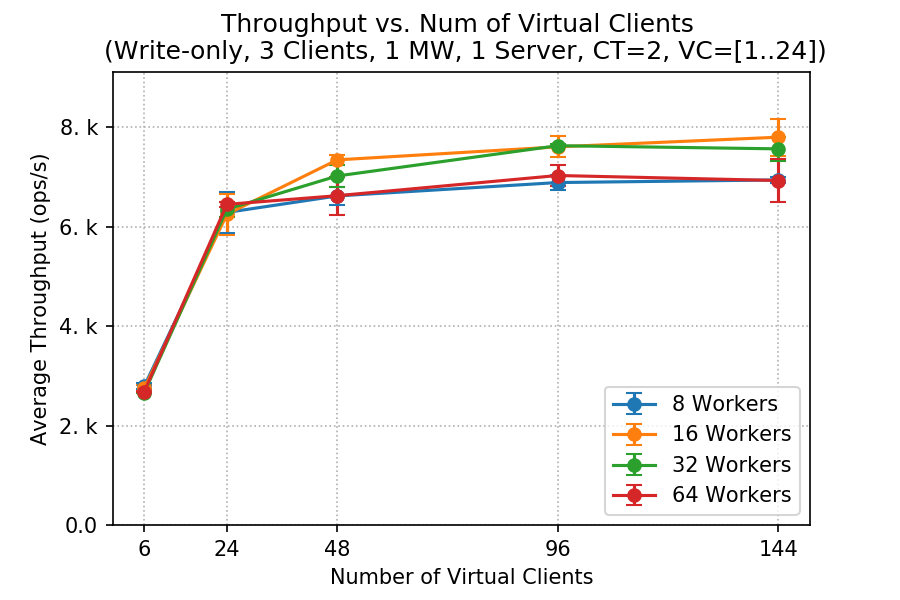 Throughput vs. Num of Virtual Clients
(Write-only, 3 Clients, 1 MW, 1 Server, CT=2, VC=[1..24])
Average Throughput (ops/s)
8. k
6. k
4. k
2. k
0.0
6 24 48 96 144
Number of Virtual Clients
8 Workers
16 Workers
32 Workers
64 Workers